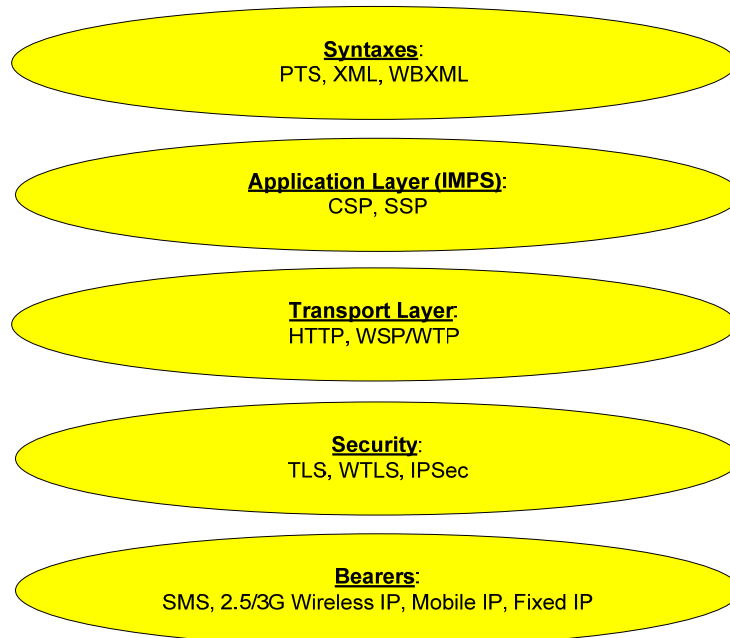 Syntaxes:
PTS, XML, WBXML
Application Layer (IMPS):
CSP, SSP
Transport Layer:
HTTP, WSP/WTP
Security:
TLS, WTLS, IPSec
Bearers:
SMS, 2.5/3G Wireless IP, Mobile IP, Fixed IP